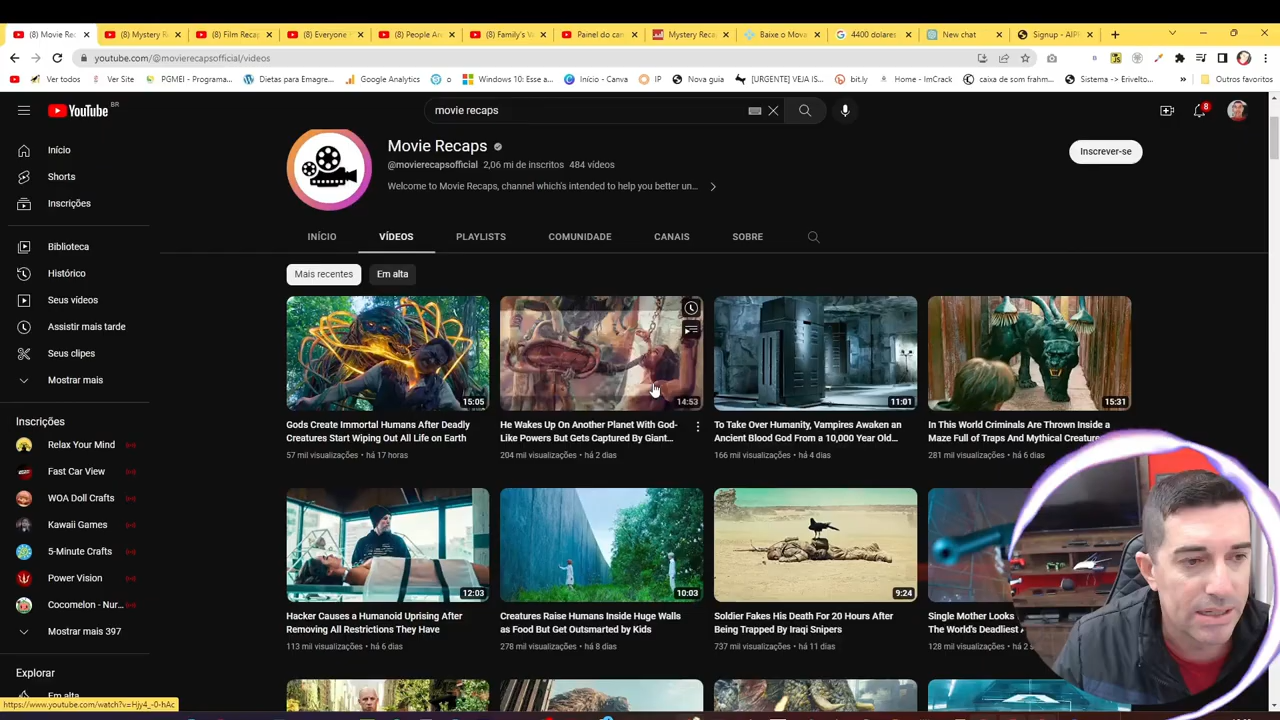 (8) Movie Rec
(8) Mystery R
(8) Film Reca
(8) Everyone
(8) People An
(8) Family's V
Painel do can
Mystery Reca
Baixe o Mova
4400 dolares
New chat
Signup - AIPR
youtube.com/@movierecapsofficial/videos
Ver todos
Ver Site
PGMEI - Programa...
Dietas para Emagre...
Google Analytics
o
Windows 10: Esse a...
Início - Canva
IP
Nova guia
[URGENTE] VEJA IS...
bit.ly
Home - ImCrack
caixa de som frahm...
Sistema -> Erivelto...
»
Outros favoritos
YouTube BR
movie recaps
8
Início
Shorts
Inscrições
Biblioteca
Histórico
Seus vídeos
Assistir mais tarde
Seus clipes
Mostrar mais
Inscrições
Relax Your Mind
Fast Car View
WOA Doll Crafts
Kawaii Games
5-Minute Crafts
Power Vision
Cocomelon - Nur...
Mostrar mais 397
Explorar
Em alta
Movie Recaps
@movierecapsofficial 2,06 mi de inscritos 484 vídeos
Welcome to Movie Recaps, channel which's intended to help you better un...
Inscrever-se
INÍCIO
VÍDEOS
PLAYLISTS
COMUNIDADE
CANAIS
SOBRE
Mais recentes
Em alta
15:05
Gods Create Immortal Humans After Deadly
Creatures Start Wiping Out All Life on Earth
57 mil visualizações • há 17 horas
14:53
He Wakes Up On Another Planet With God-
Like Powers But Gets Captured By Giant...
204 mil visualizações • há 2 dias
11:01
To Take Over Humanity, Vampires Awaken an
Ancient Blood God From a 10,000 Year Old...
166 mil visualizações • há 4 dias
15:31
In This World Criminals Are Thrown Inside a
Maze Full of Traps And Mythical Creature
281 mil visualizações • há 6 dias
12:03
Hacker Causes a Humanoid Uprising After
Removing All Restrictions They Have
113 mil visualizações • há 6 dias
10:03
Creatures Raise Humans Inside Huge Walls
as Food But Get Outsmarted by Kids
278 mil visualizações • há 8 dias
9:24
Soldier Fakes His Death For 20 Hours After
Being Trapped By Iraqi Snipers
737 mil visualizações • há 11 dias
Single Mother Looks
The World's Deadliest
128 mil visualizações • há 2
https://www.youtube.com/watch?v=Hjy4_-0-hAc